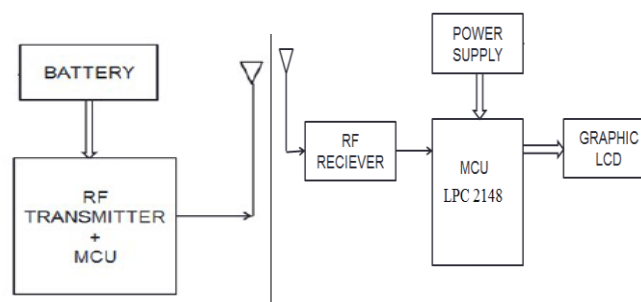 BATTERY
RF
TRANSMITTER
+
MCU
POWER
SUPPLY
RF
RECIEVER
MCU
LPC 2148
GRAPHIC
LCD